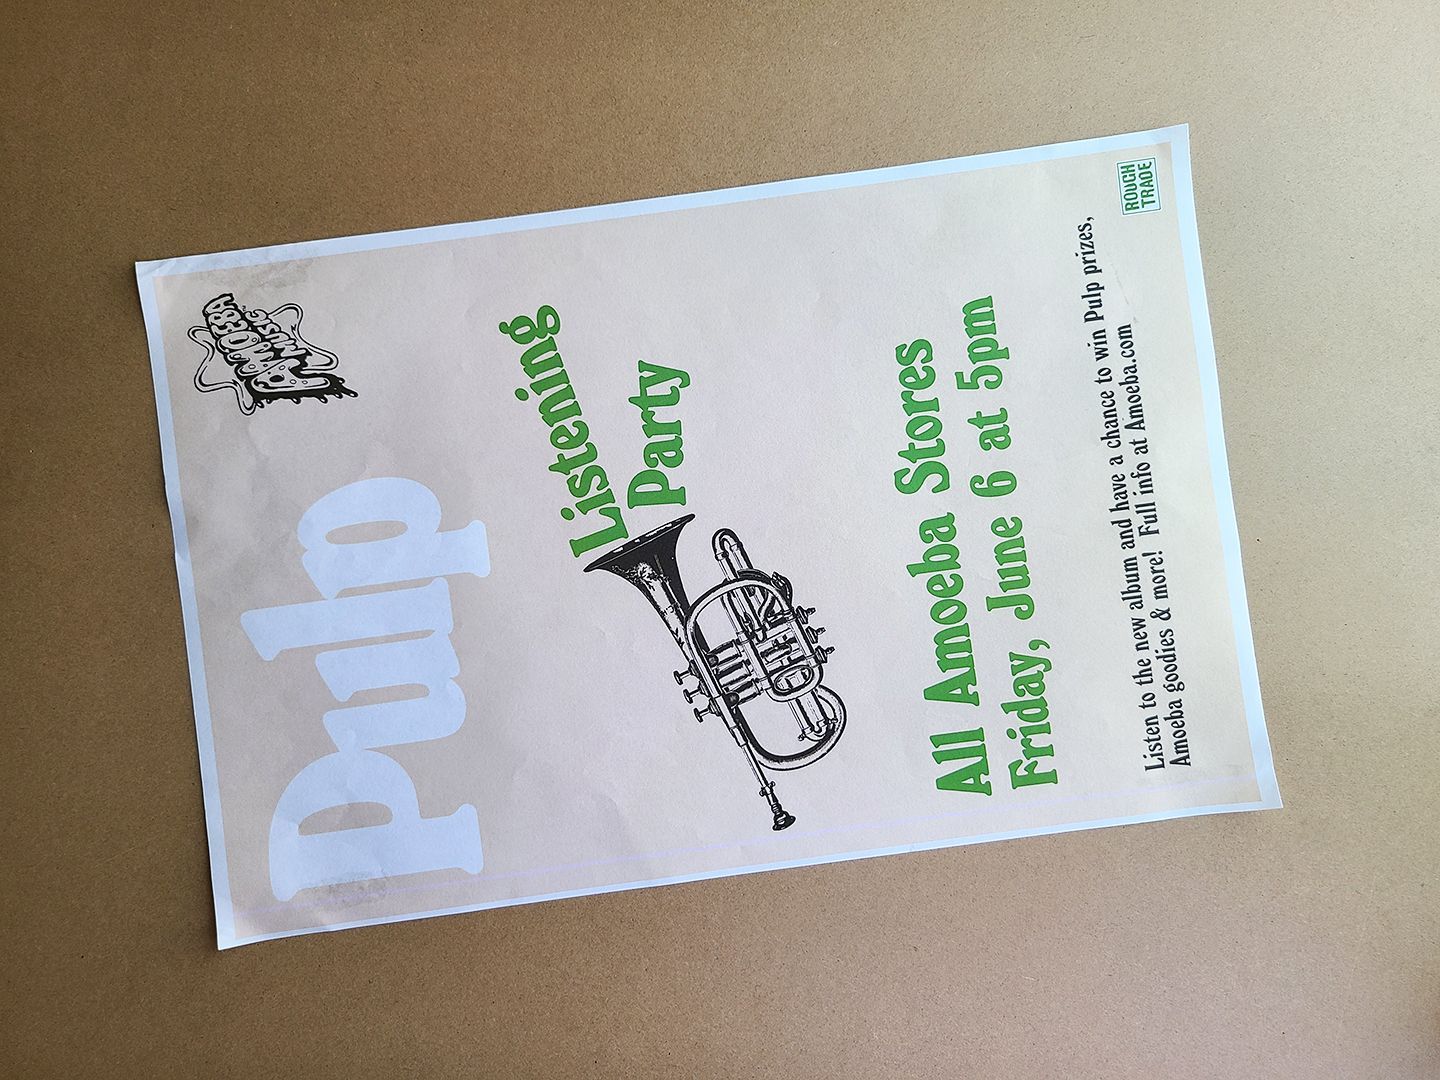 AMOEBA
MUSIC
Pulp
Listening
Party
All Amoeba Stores
Friday, June 6 at 5pm
Listen to the new album and have a chance to win Pulp prizes,
Amoeba goodies & more! Full info at Amoeba.com
ROUGH
TRADE